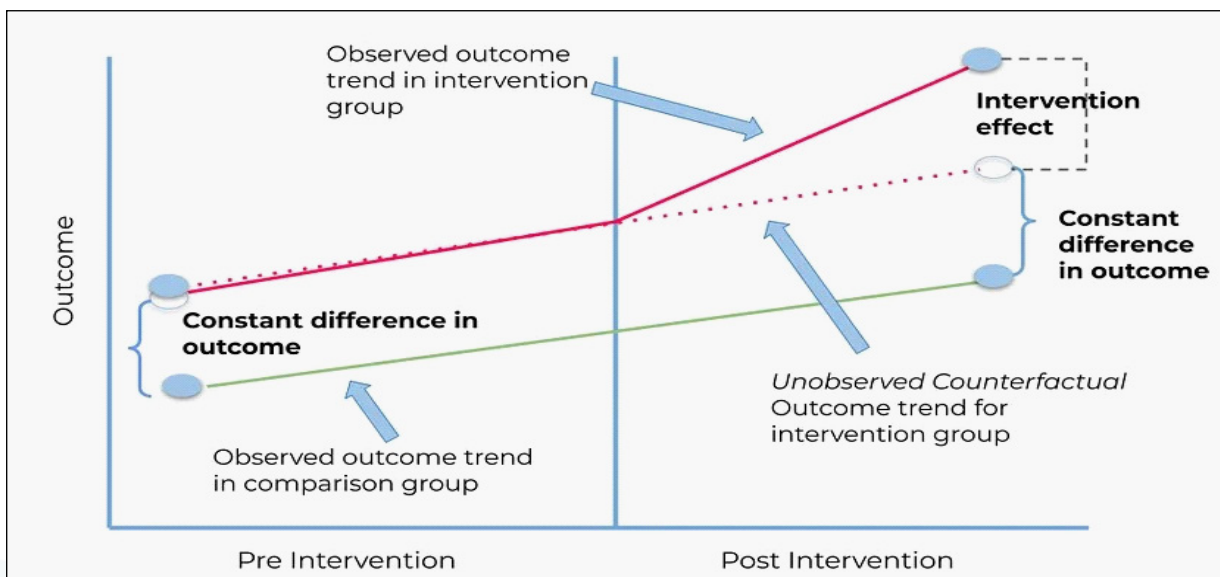 Observed outcome
trend in intervention
group
Intervention
effect
Constant
difference
in outcome
Outcome
Constant difference in
outcome
Unobserved Counterfactual
Outcome trend for
intervention group
Observed outcome trend
in comparison group
Pre Intervention
Post Intervention